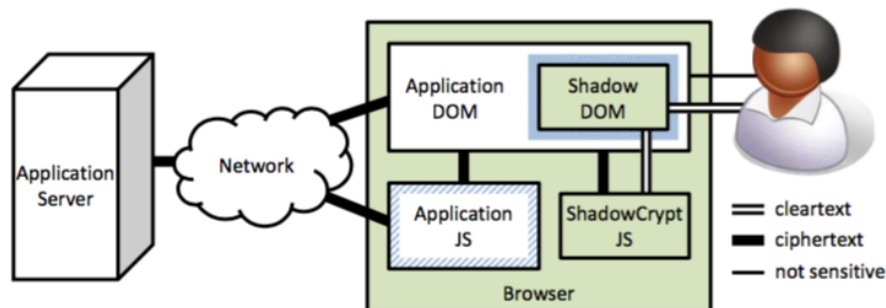 Application
Server
Network
Application
DOM
Shadow
DOM
Application
JS
ShadowCrypt
JS
Browser
cleartext
ciphertext
not sensitive